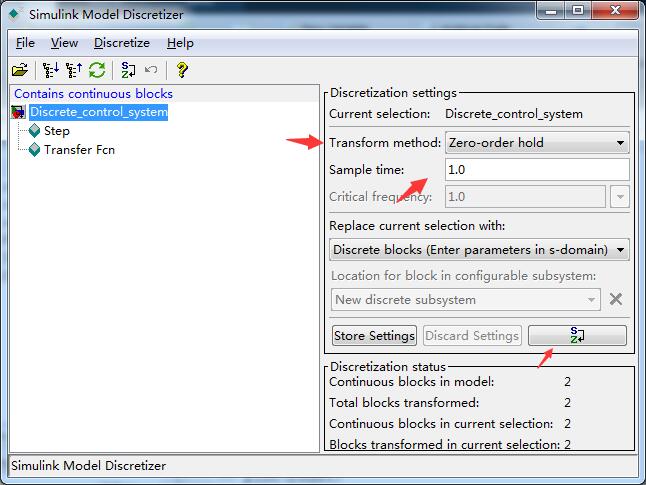 Simulink Model Discretizer
File View Discretize Help
Contains continuous blocks
Discrete_control_system
Step
Transfer Fcn
Discretization settings
Current selection: Discrete_control_system
Transform method: Zero-order hold
Sample time: 1.0
Critical frequency: 1.0
Replace current selection with:
Discrete blocks (Enter parameters in s-domain)
Location for block in configurable subsystem:
New discrete subsystem
Store Settings Discard Settings S Z
Discretization status
Continuous blocks in model: 2
Total blocks transformed: 2
Continuous blocks in current selection: 2
Blocks transformed in current selection: 2
Simulink Model Discretizer